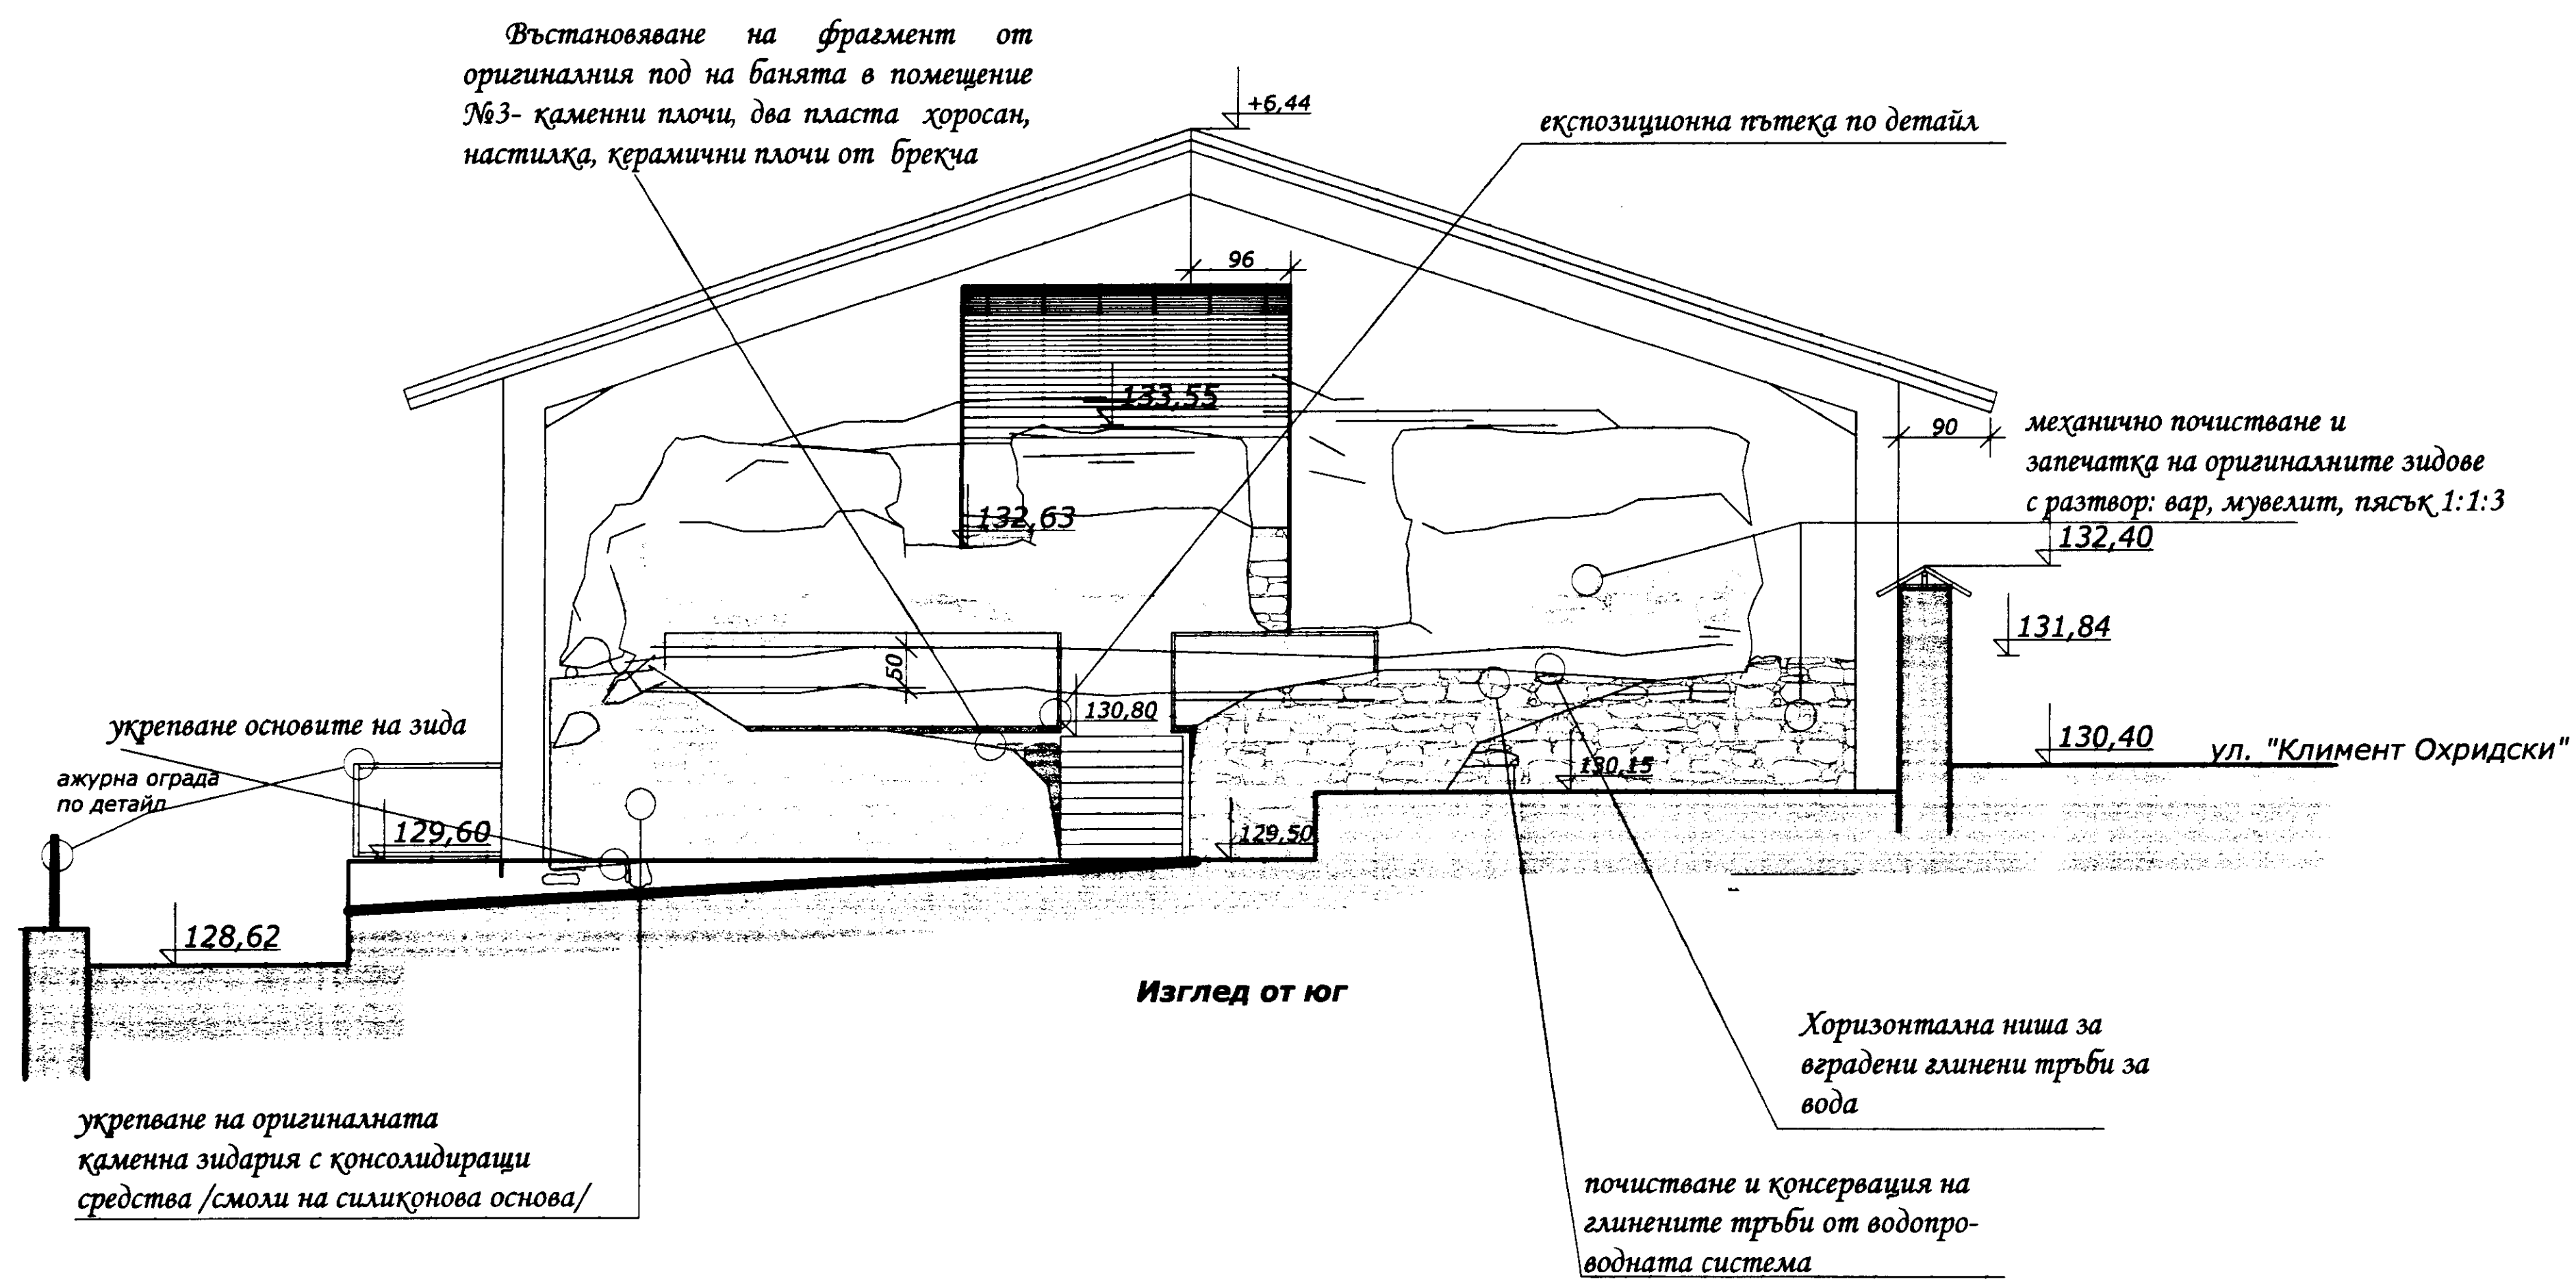 Въстановяване на фрагмент от
оригиналния под на банята в помещение
№3- каменни плочи, два пласта хоросан,
настилка, керамични плочи от брекча
+6,44
експозиционна пътека по детайл
96
133,55
90
механично почистване и
запечатка на оригиналните зидове
с разтвор: вар, мувелит, пясък 1:1:3
132,63
132,40
131,84
50
130,80
укрепване основите на зида
130,40
ул. "Климент Охридски"
ажурна ограда
по детайл
130,15
129,60
129,50
128,62
Изглед от юг
Хоризонтална ниша за
вградени глинени тръби за
вода
укрепване на оригиналната
каменна зидария с консолидиращи
средства /смоли на силиконова основа/
почистване и консервация на
глинените тръби от водопро-
водната система